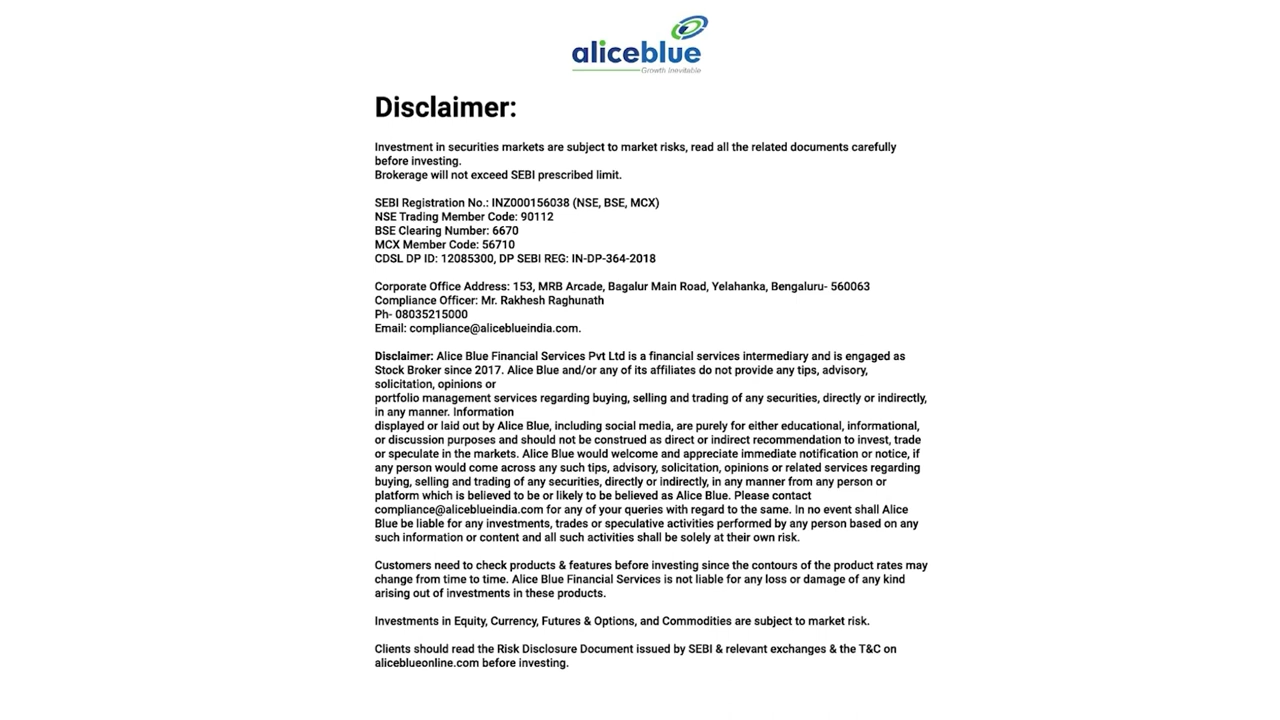 aliceblue
Growth Inevitable
Disclaimer:
Investment in securities markets are subject to market risks, read all the related documents carefully
before investing.
Brokerage will not exceed SEBI prescribed limit.
SEBI Registration No.: INZ000156038 (NSE, BSE, MCX)
NSE Trading Member Code: 90112
BSE Clearing Number: 6670
MCX Member Code: 56710
CDSL DP ID: 12085300, DP SEBI REG: IN-DP-364-2018
Corporate Office Address: 153, MRB Arcade, Bagalur Main Road, Yelahanka, Bengaluru- 560063
Compliance Officer: Mr. Rakhesh Raghunath
Ph- 08035215000
Email: compliance@aliceblueindia.com.
Disclaimer: Alice Blue Financial Services Pvt Ltd is a financial services intermediary and is engaged as
Stock Broker since 2017. Alice Blue and/or any of its affiliates do not provide any tips, advisory,
solicitation, opinions or
portfolio management services regarding buying, selling and trading of any securities, directly or indirectly,
in any manner. Information
displayed or laid out by Alice Blue, including social media, are purely for either educational, informational,
or discussion purposes and should not be construed as direct or indirect recommendation to invest, trade
or speculate in the markets. Alice Blue would welcome and appreciate immediate notification or notice, if
any person would come across any such tips, advisory, solicitation, opinions or related services regarding
buying, selling and trading of any securities, directly or indirectly, in any manner from any person or
platform which is believed to be or likely to be believed as Alice Blue. Please contact
compliance@aliceblueindia.com for any of your queries with regard to the same. In no event shall Alice
Blue be liable for any investments, trades or speculative activities performed by any person based on any
such information or content and all such activities shall be solely at their own risk.
Customers need to check products & features before investing since the contours of the product rates may
change from time to time. Alice Blue Financial Services is not liable for any loss or damage of any kind
arising out of investments in these products.
Investments in Equity, Currency, Futures & Options, and Commodities are subject to market risk.
Clients should read the Risk Disclosure Document issued by SEBI & relevant exchanges & the T&C on
aliceblueonline.com before investing.